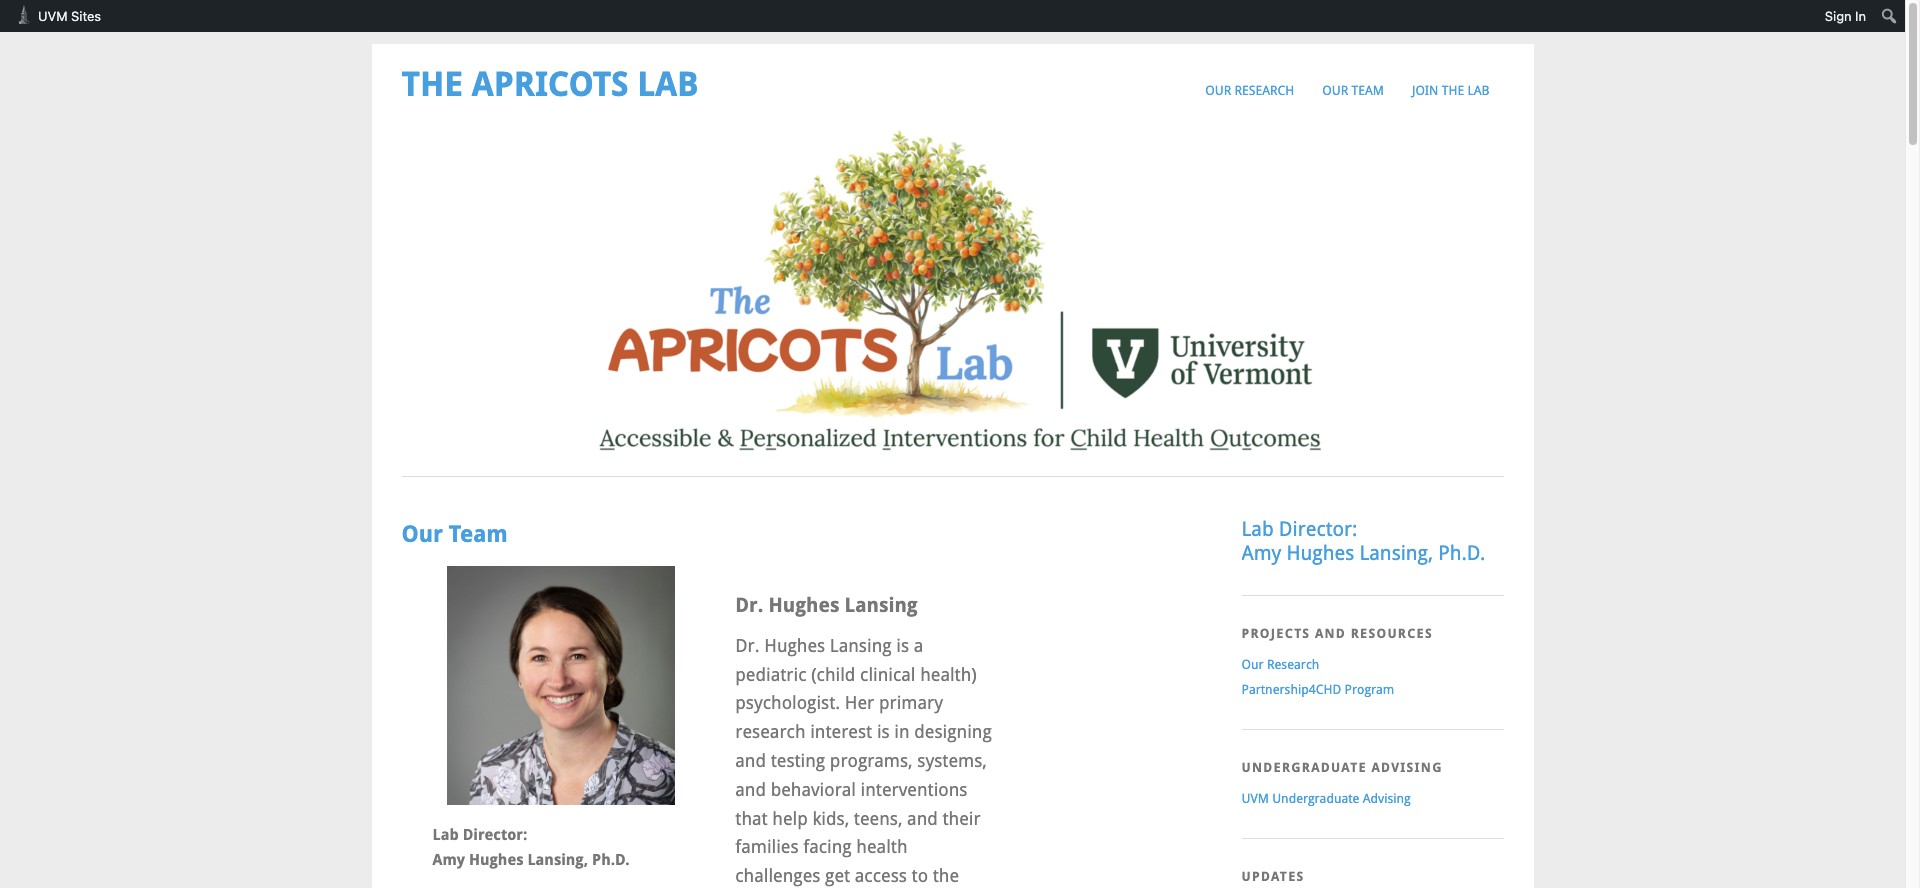 UVM Sites
Sign In
THE APRICOTS LAB
OUR RESEARCH
OUR TEAM
JOIN THE LAB
The
APRICOTS
Lab
University
of Vermont
Accessible & Personalized Interventions for Child Health Outcomes
Our Team
Lab Director:
Amy Hughes Lansing, Ph.D.
Dr. Hughes Lansing
Dr. Hughes Lansing is a
pediatric (child clinical health)
psychologist. Her primary
research interest is in designing
and testing programs, systems,
and behavioral interventions
that help kids, teens, and their
families facing health
challenges get access to the
Lab Director:
Amy Hughes Lansing, Ph.D.
PROJECTS AND RESOURCES
Our Research
Partnership4CHD Program
UNDERGRADUATE ADVISING
UVM Undergraduate Advising
UPDATES